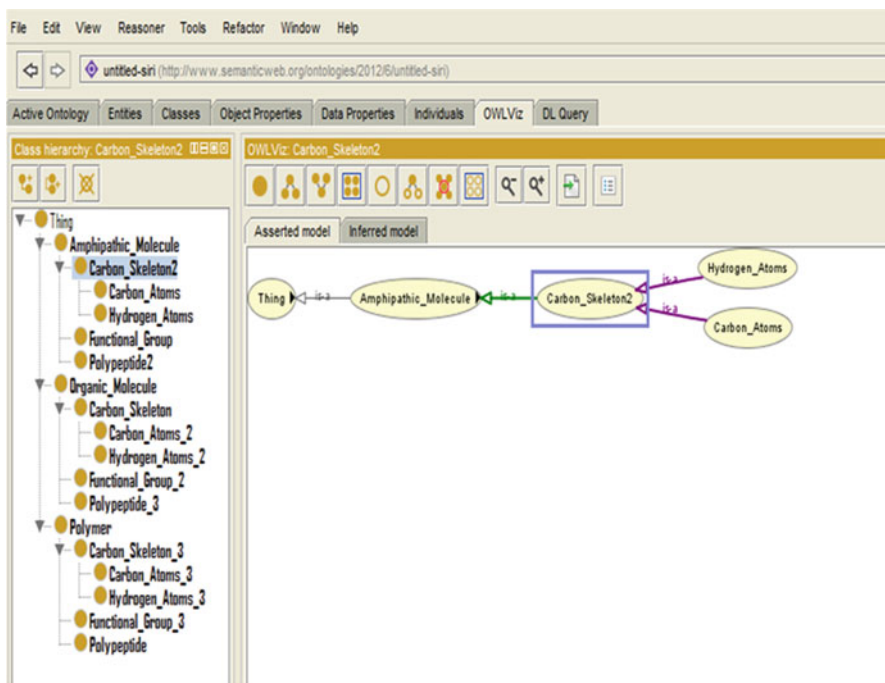 File Edit View Reasoner Tools Refactor Window Help
untitled-siri (http://www.semanticweb.org/ontologies/2012/6/untitled-siri)
Active Ontology Entities Classes Object Properties Data Properties Individuals OWLViz DL Query
Class hierarchy: Carbon_Skeleton2
Thing
Amphipathic_Molecule
Carbon_Skeleton2
Carbon_Atoms
Hydrogen_Atoms
Functional_Group
Polypeptide2
Organic_Molecule
Carbon_Skeleton
Carbon_Atoms_2
Hydrogen_Atoms_2
Functional_Group_2
Polypeptide_3
Polymer
Carbon_Skeleton_3
Carbon_Atoms_3
Hydrogen_Atoms_3
Functional_Group_3
Polypeptide
OWLViz: Carbon_Skeleton2
Asserted model Inferred model
Hydrogen_Atoms
is-a
Thing is-a Amphipathic_Molecule is-a Carbon_Skeleton2
is-a
Carbon_Atoms